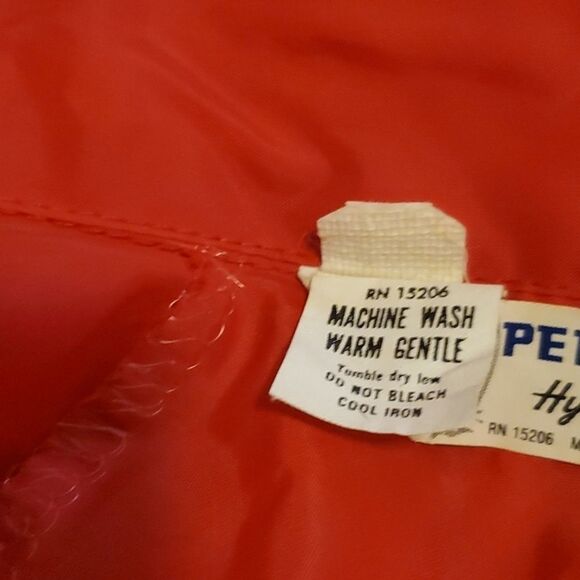 RN 15206
MACHINE WASH
WARM GENTLE
Tumble dry low
DO NOT BLEACH
COOL IRON
PE
Hy
RN 15206 M